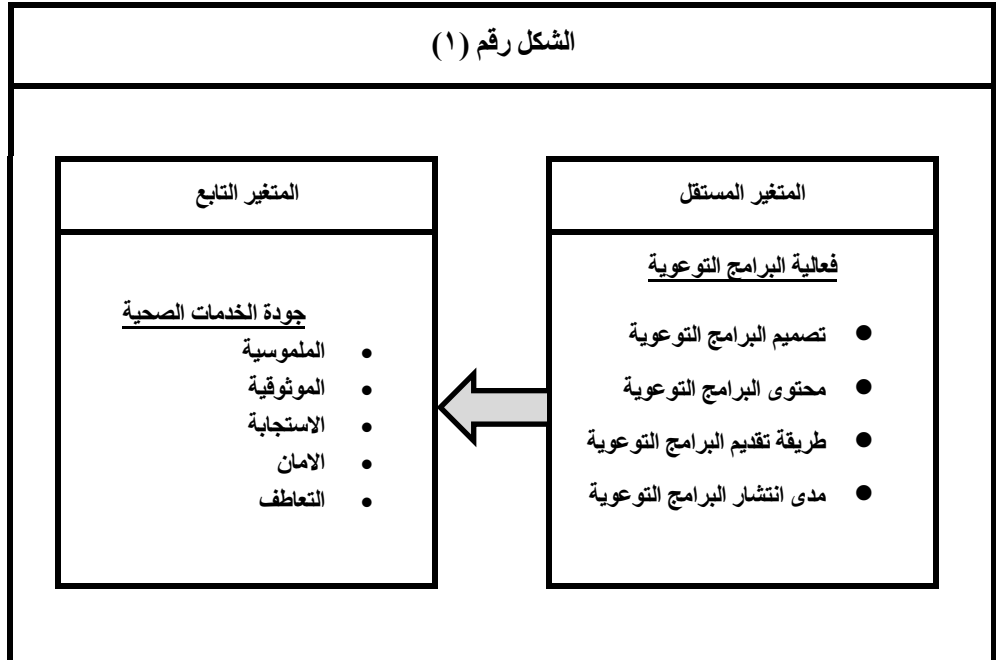 الشكل رقم (١)
المتغير المستقل
فعالية البرامج التوعوية
● تصميم البرامج التوعوية
● محتوى البرامج التوعوية
● طريقة تقديم البرامج التوعوية
● مدى انتشار البرامج التوعوية
المتغير التابع
جودة الخدمات الصحية
• الملموسية
• الموثوقية
• الاستجابة
• الامان
• التعاطف